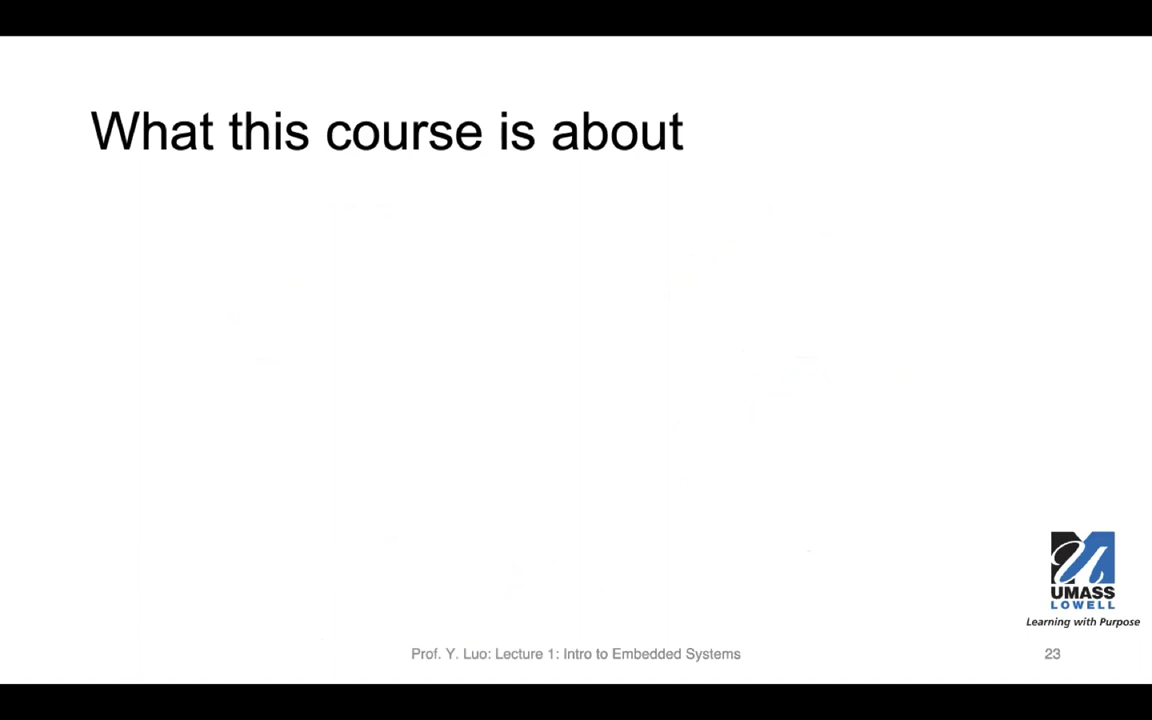 What this course is about
UMASS
LOWELL
Learning with Purpose
Prof. Y. Luo: Lecture 1: Intro to Embedded Systems
23